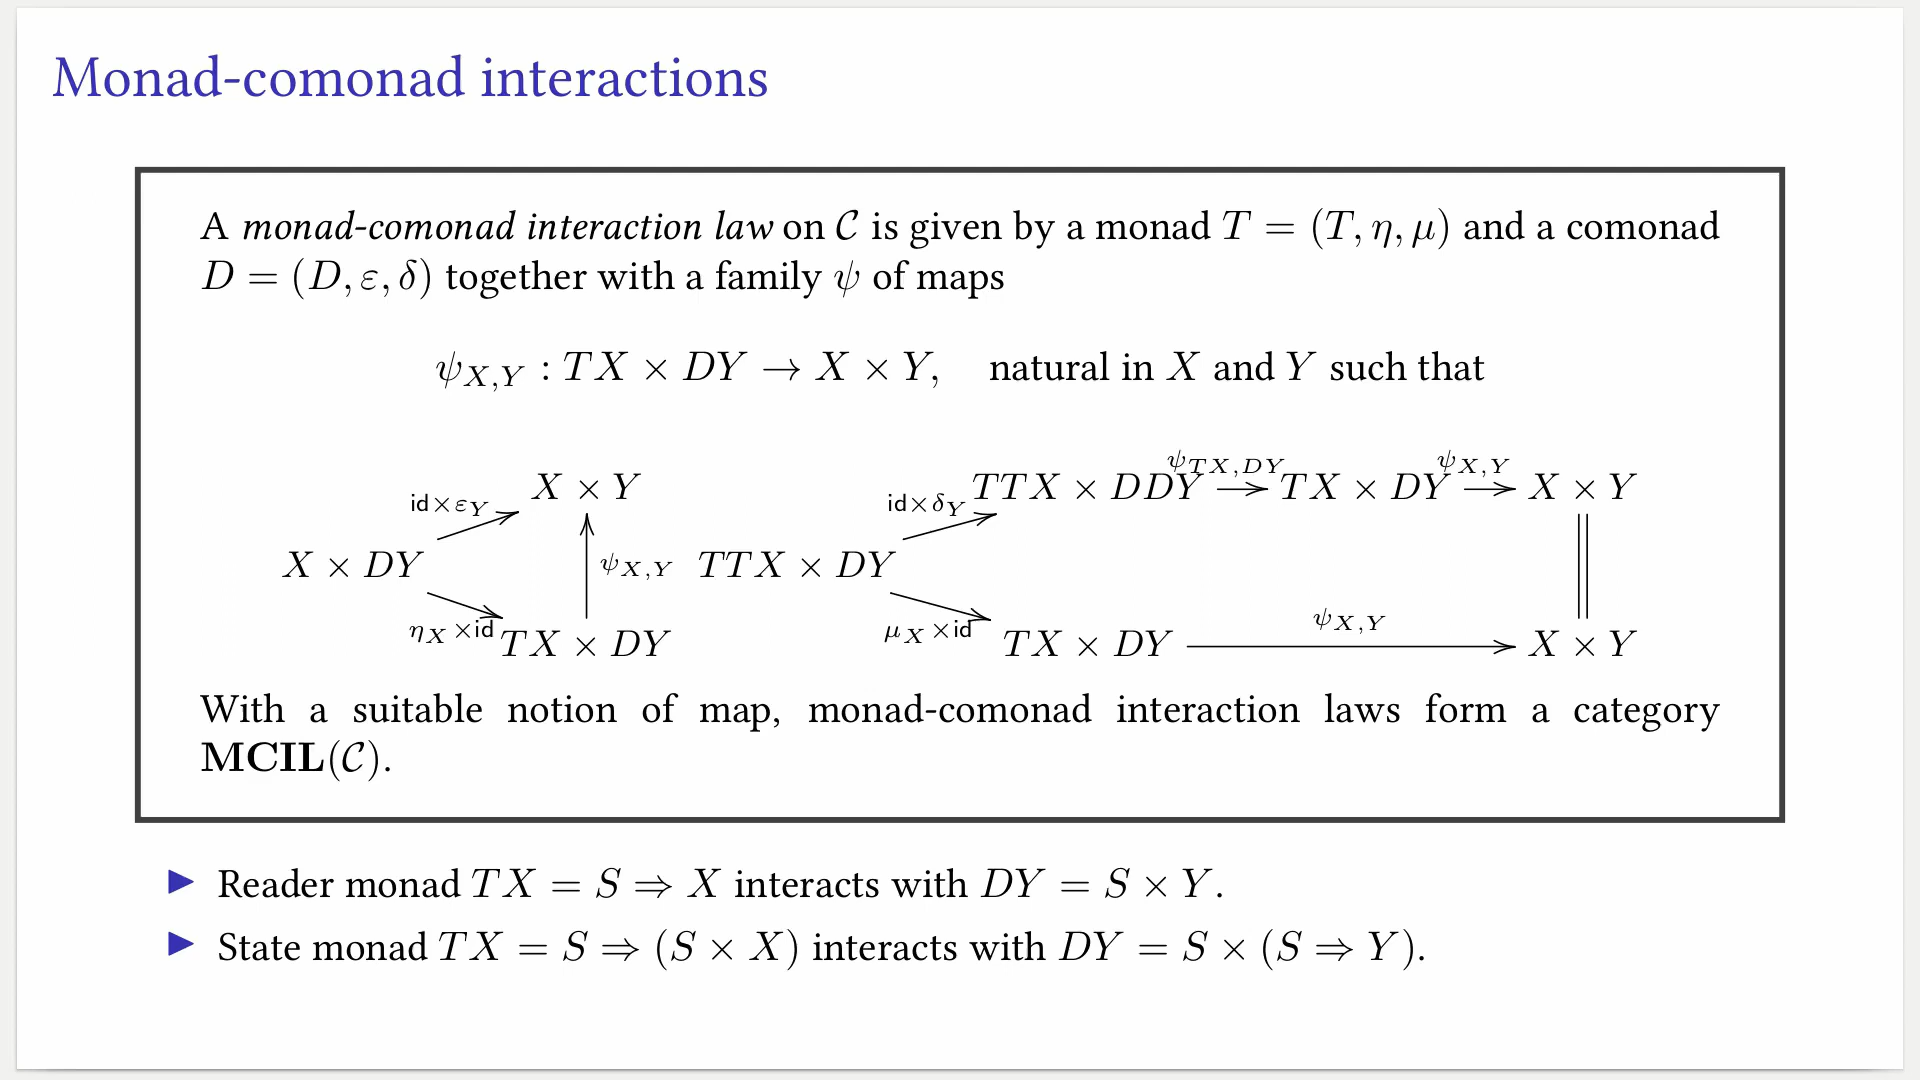 Monad-comonad interactions
A monad-comonad interaction law on 𝒞 is given by a monad T = (T, η, μ) and a comonad
D = (D, ε, δ) together with a family ψ of maps
ψ_{X,Y} : TX × DY → X × Y, natural in X and Y such that
X × Y
id×ε_Y
X × DY
ψ_{X,Y}
η_X ×id
TX × DY
ψ_{TX,DY}
ψ_{X,Y}
id×δ_Y
TTX × DDY → TX × DY → X × Y
TTX × DY
μ_X ×id
ψ_{X,Y}
TX × DY → X × Y
With a suitable notion of map, monad-comonad interaction laws form a category
MCIL(𝒞).
▶ Reader monad TX = S ⇒ X interacts with DY = S × Y.
▶ State monad TX = S ⇒ (S × X) interacts with DY = S × (S ⇒ Y).